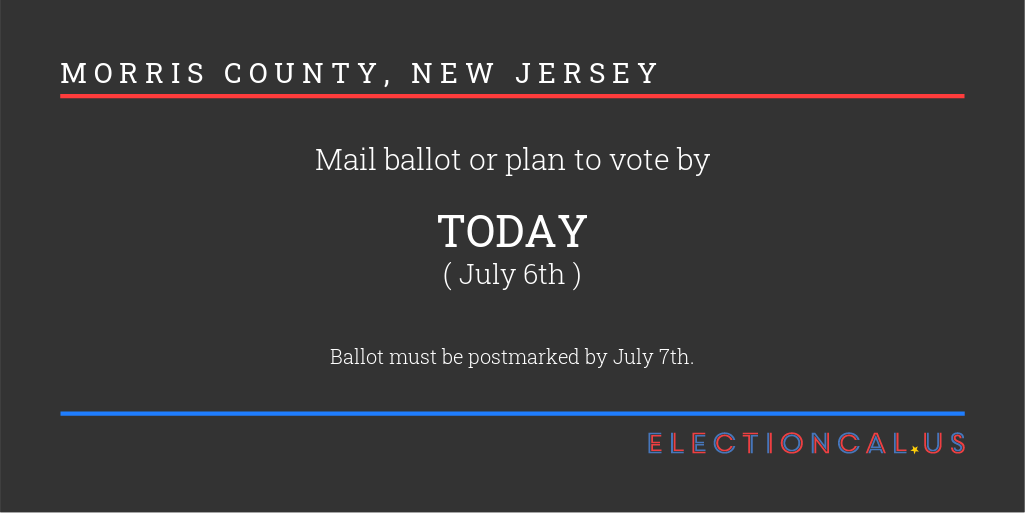 MORRIS COUNTY, NEW JERSEY
Mail ballot or plan to vote by
TODAY
( July 6th )
Ballot must be postmarked by July 7th.
ELECTIONCAL.US